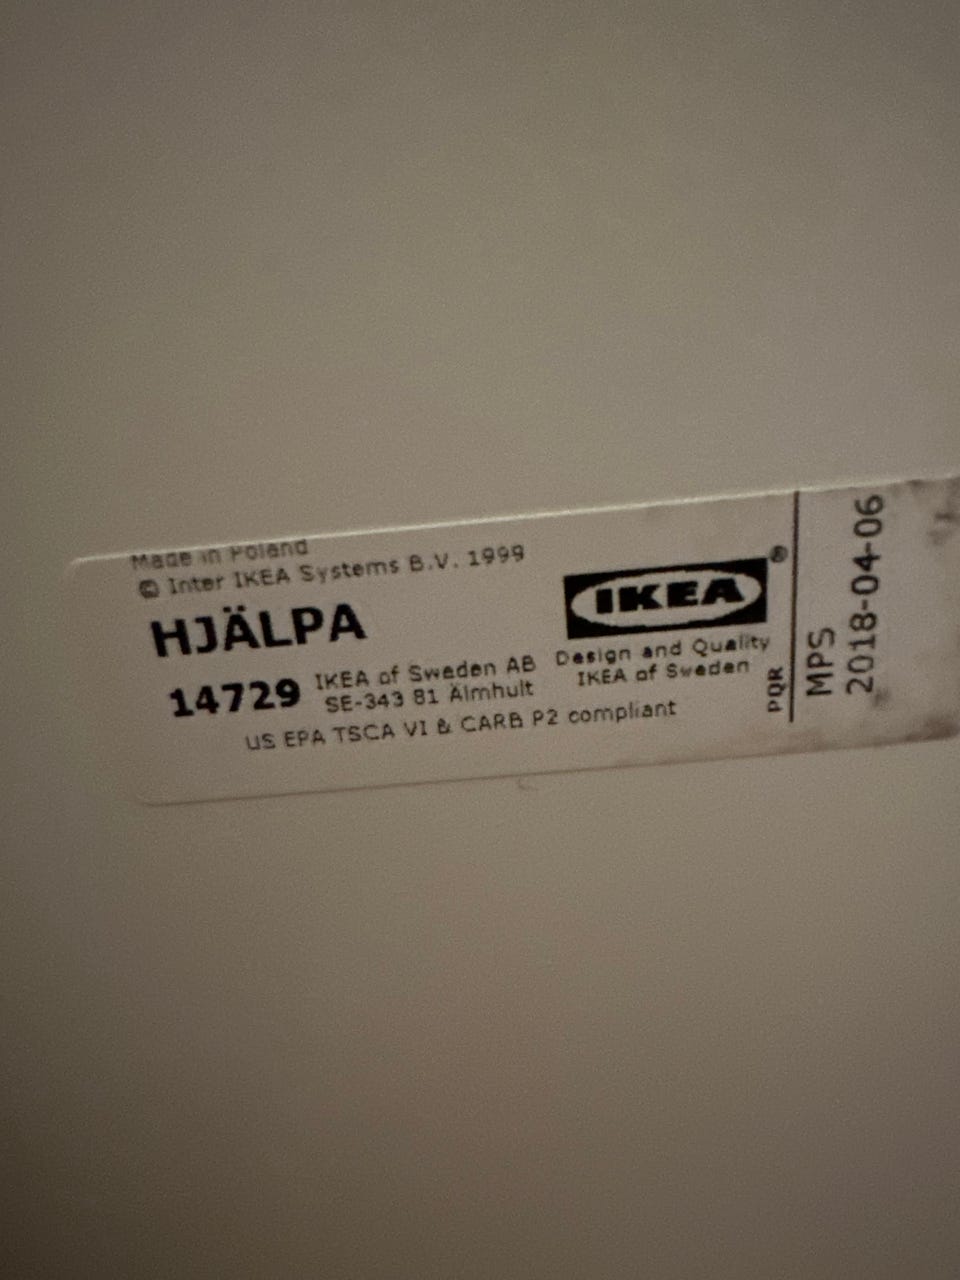 Made in Poland
© Inter IKEA Systems B.V. 1999
HJÄLPA
14729
IKEA of Sweden AB
SE-343 81 Älmhult
US EPA TSCA VI & CARB P2 compliant
IKEA®
Design and Quality
IKEA of Sweden
PQR
MPS
2018-04-06